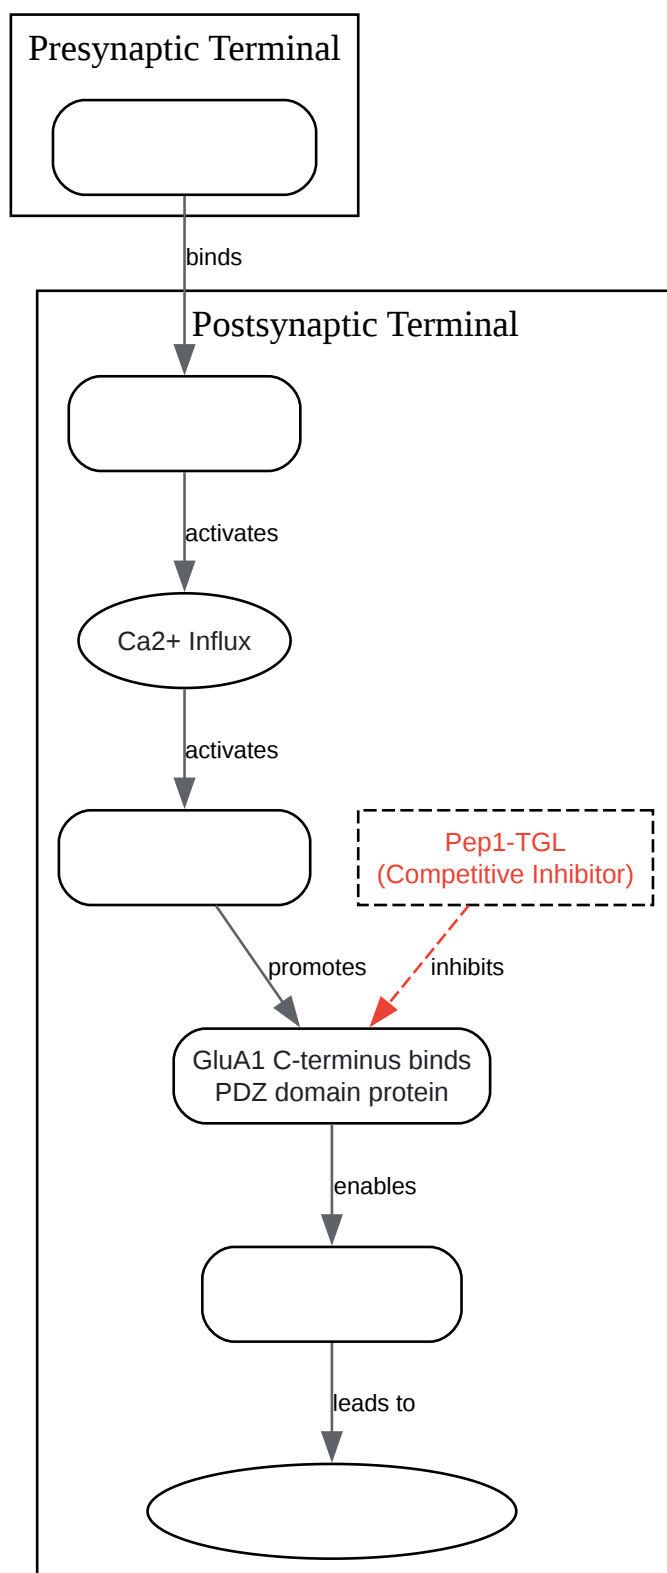 Presynaptic Terminal
binds
Postsynaptic Terminal
activates
Ca2+ Influx
activates
Pep1-TGL
(Competitive Inhibitor)
promotes
inhibits
GluA1 C-terminus binds
PDZ domain protein
enables
leads to